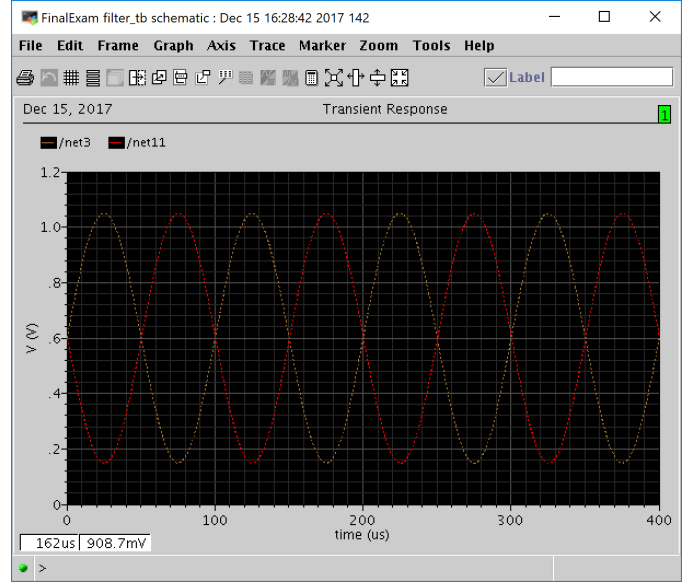 FinalExam filter_tb schematic : Dec 15 16:28:42 2017 142
File Edit Frame Graph Axis Trace Marker Zoom Tools Help
Label
Dec 15, 2017
Transient Response
1
/net3 /net11
1.2
1.0
.8
.6
.4
.2
0
V (V)
0 100 200 300 400
time (us)
162us 908.7mV
>